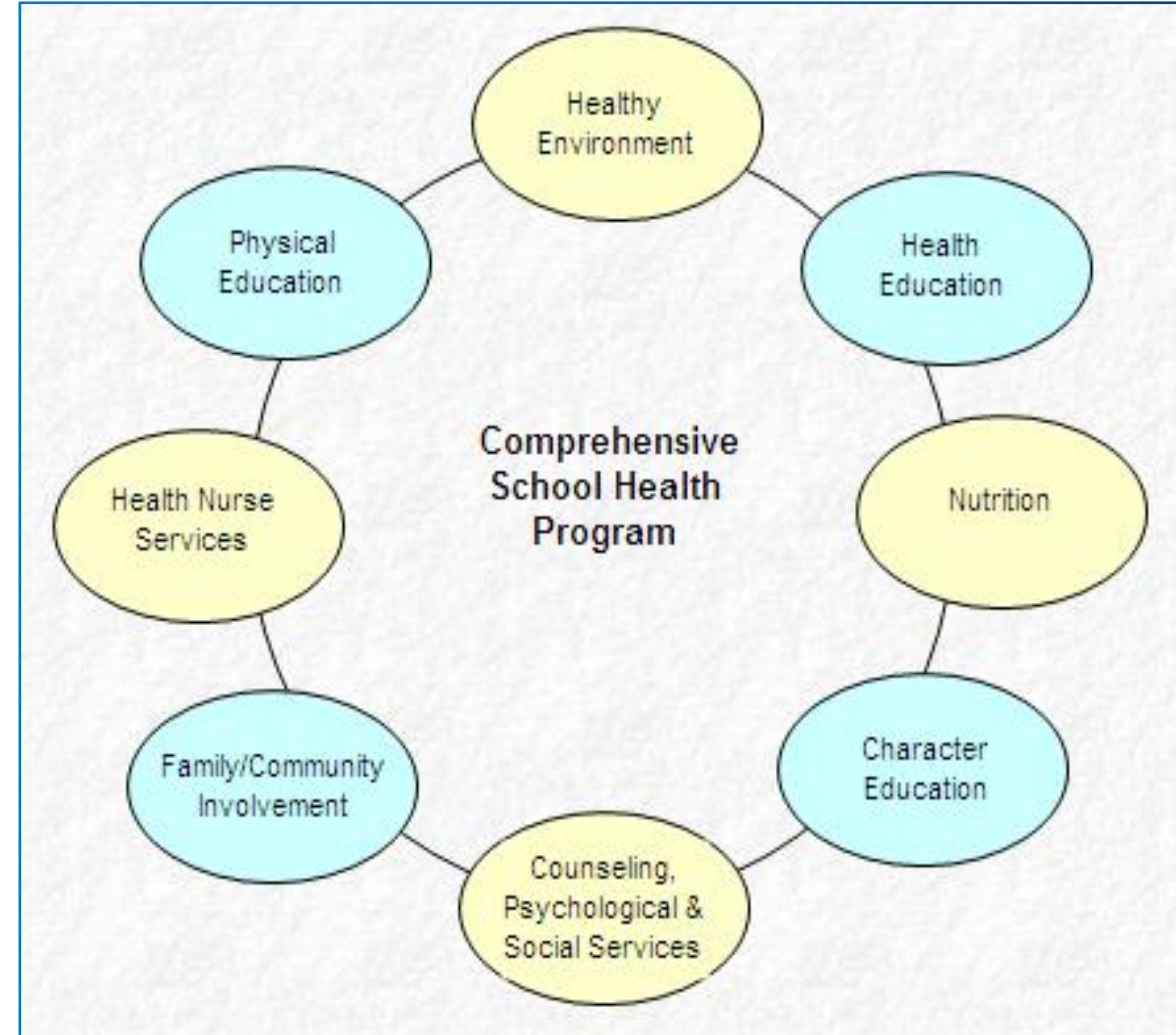 Healthy
Environment
Physical
Education
Health
Education
Comprehensive
School Health
Program
Health Nurse
Services
Nutrition
Family/Community
Involvement
Character
Education
Counseling,
Psychological &
Social Services